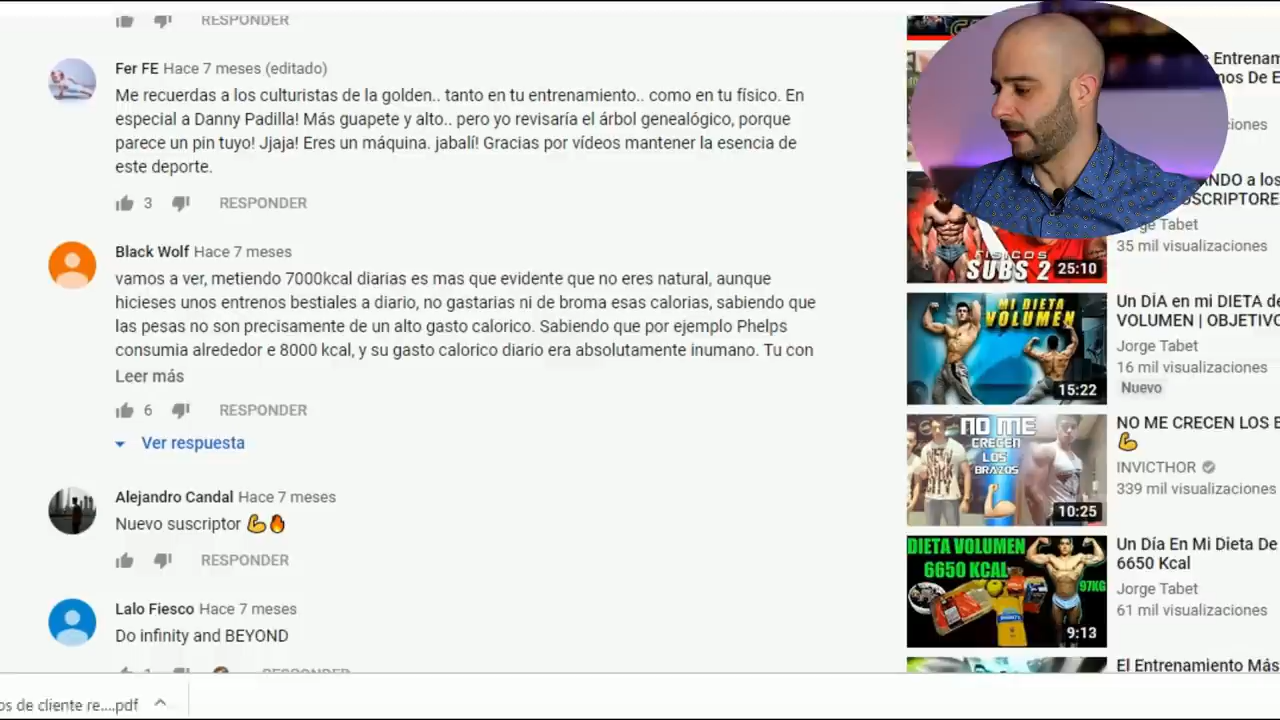 RESPONDER
Fer FE Hace 7 meses (editado)
Me recuerdas a los culturistas de la golden.. tanto en tu entrenamiento.. como en tu físico. En
especial a Danny Padilla! Más guapete y alto.. pero yo revisaría el árbol genealógico, porque
parece un pin tuyo! Jjaja! Eres un máquina. jabalí! Gracias por vídeos mantener la esencia de
este deporte.
3 RESPONDER
Black Wolf Hace 7 meses
vamos a ver, metiendo 7000kcal diarias es mas que evidente que no eres natural, aunque
hicieses unos entrenos bestiales a diario, no gastarias ni de broma esas calorias, sabiendo que
las pesas no son precisamente de un alto gasto calorico. Sabiendo que por ejemplo Phelps
consumia alrededor e 8000 kcal, y su gasto calorico diario era absolutamente inumano. Tu con
Leer más
6 RESPONDER
Ver respuesta
Alejandro Candal Hace 7 meses
Nuevo suscriptor 💪🔥
RESPONDER
Lalo Fiesco Hace 7 meses
Do infinity and BEYOND
1 RESPONDER
os de cliente re....pdf
e Entrenam
mos De E
iones
ANDO a los
USCRIPTORE
ge Tabet
35 mil visualizaciones
FISICOS
SUBS 2
25:10
MI DIETA
VOLUMEN
15:22
Un DÍA en mi DIETA de
VOLUMEN | OBJETIVO
Jorge Tabet
16 mil visualizaciones
Nuevo
NO ME
CRECEN
LOS
BRAZOS
10:25
NO ME CRECEN LOS B
💪
INVICTHOR
339 mil visualizaciones
DIETA VOLUMEN
6650 KCAL
97KG
9:13
Un Día En Mi Dieta De
6650 Kcal
Jorge Tabet
61 mil visualizaciones
El Entrenamiento Más